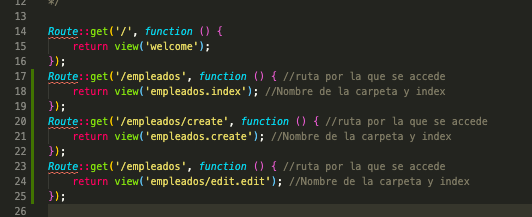 12 */
13
14 Route::get('/', function () {
15 return view('welcome');
16 });
17 Route::get('/empleados', function () { //ruta por la que se accede
18 return view('empleados.index'); //Nombre de la carpeta y index
19 });
20 Route::get('/empleados/create', function () { //ruta por la que se accede
21 return view('empleados.create'); //Nombre de la carpeta y index
22 });
23 Route::get('/empleados', function () { //ruta por la que se accede
24 return view('empleados/edit.edit'); //Nombre de la carpeta y index
25 });
26